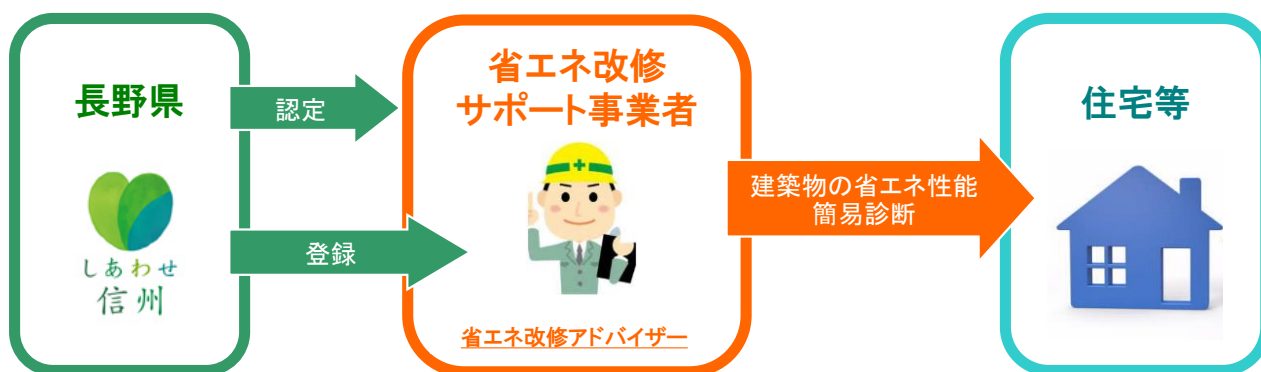 長野県
しあわせ
信州
認定
登録
省エネ改修
サポート事業者
省エネ改修アドバイザー
建築物の省エネ性能
簡易診断
住宅等